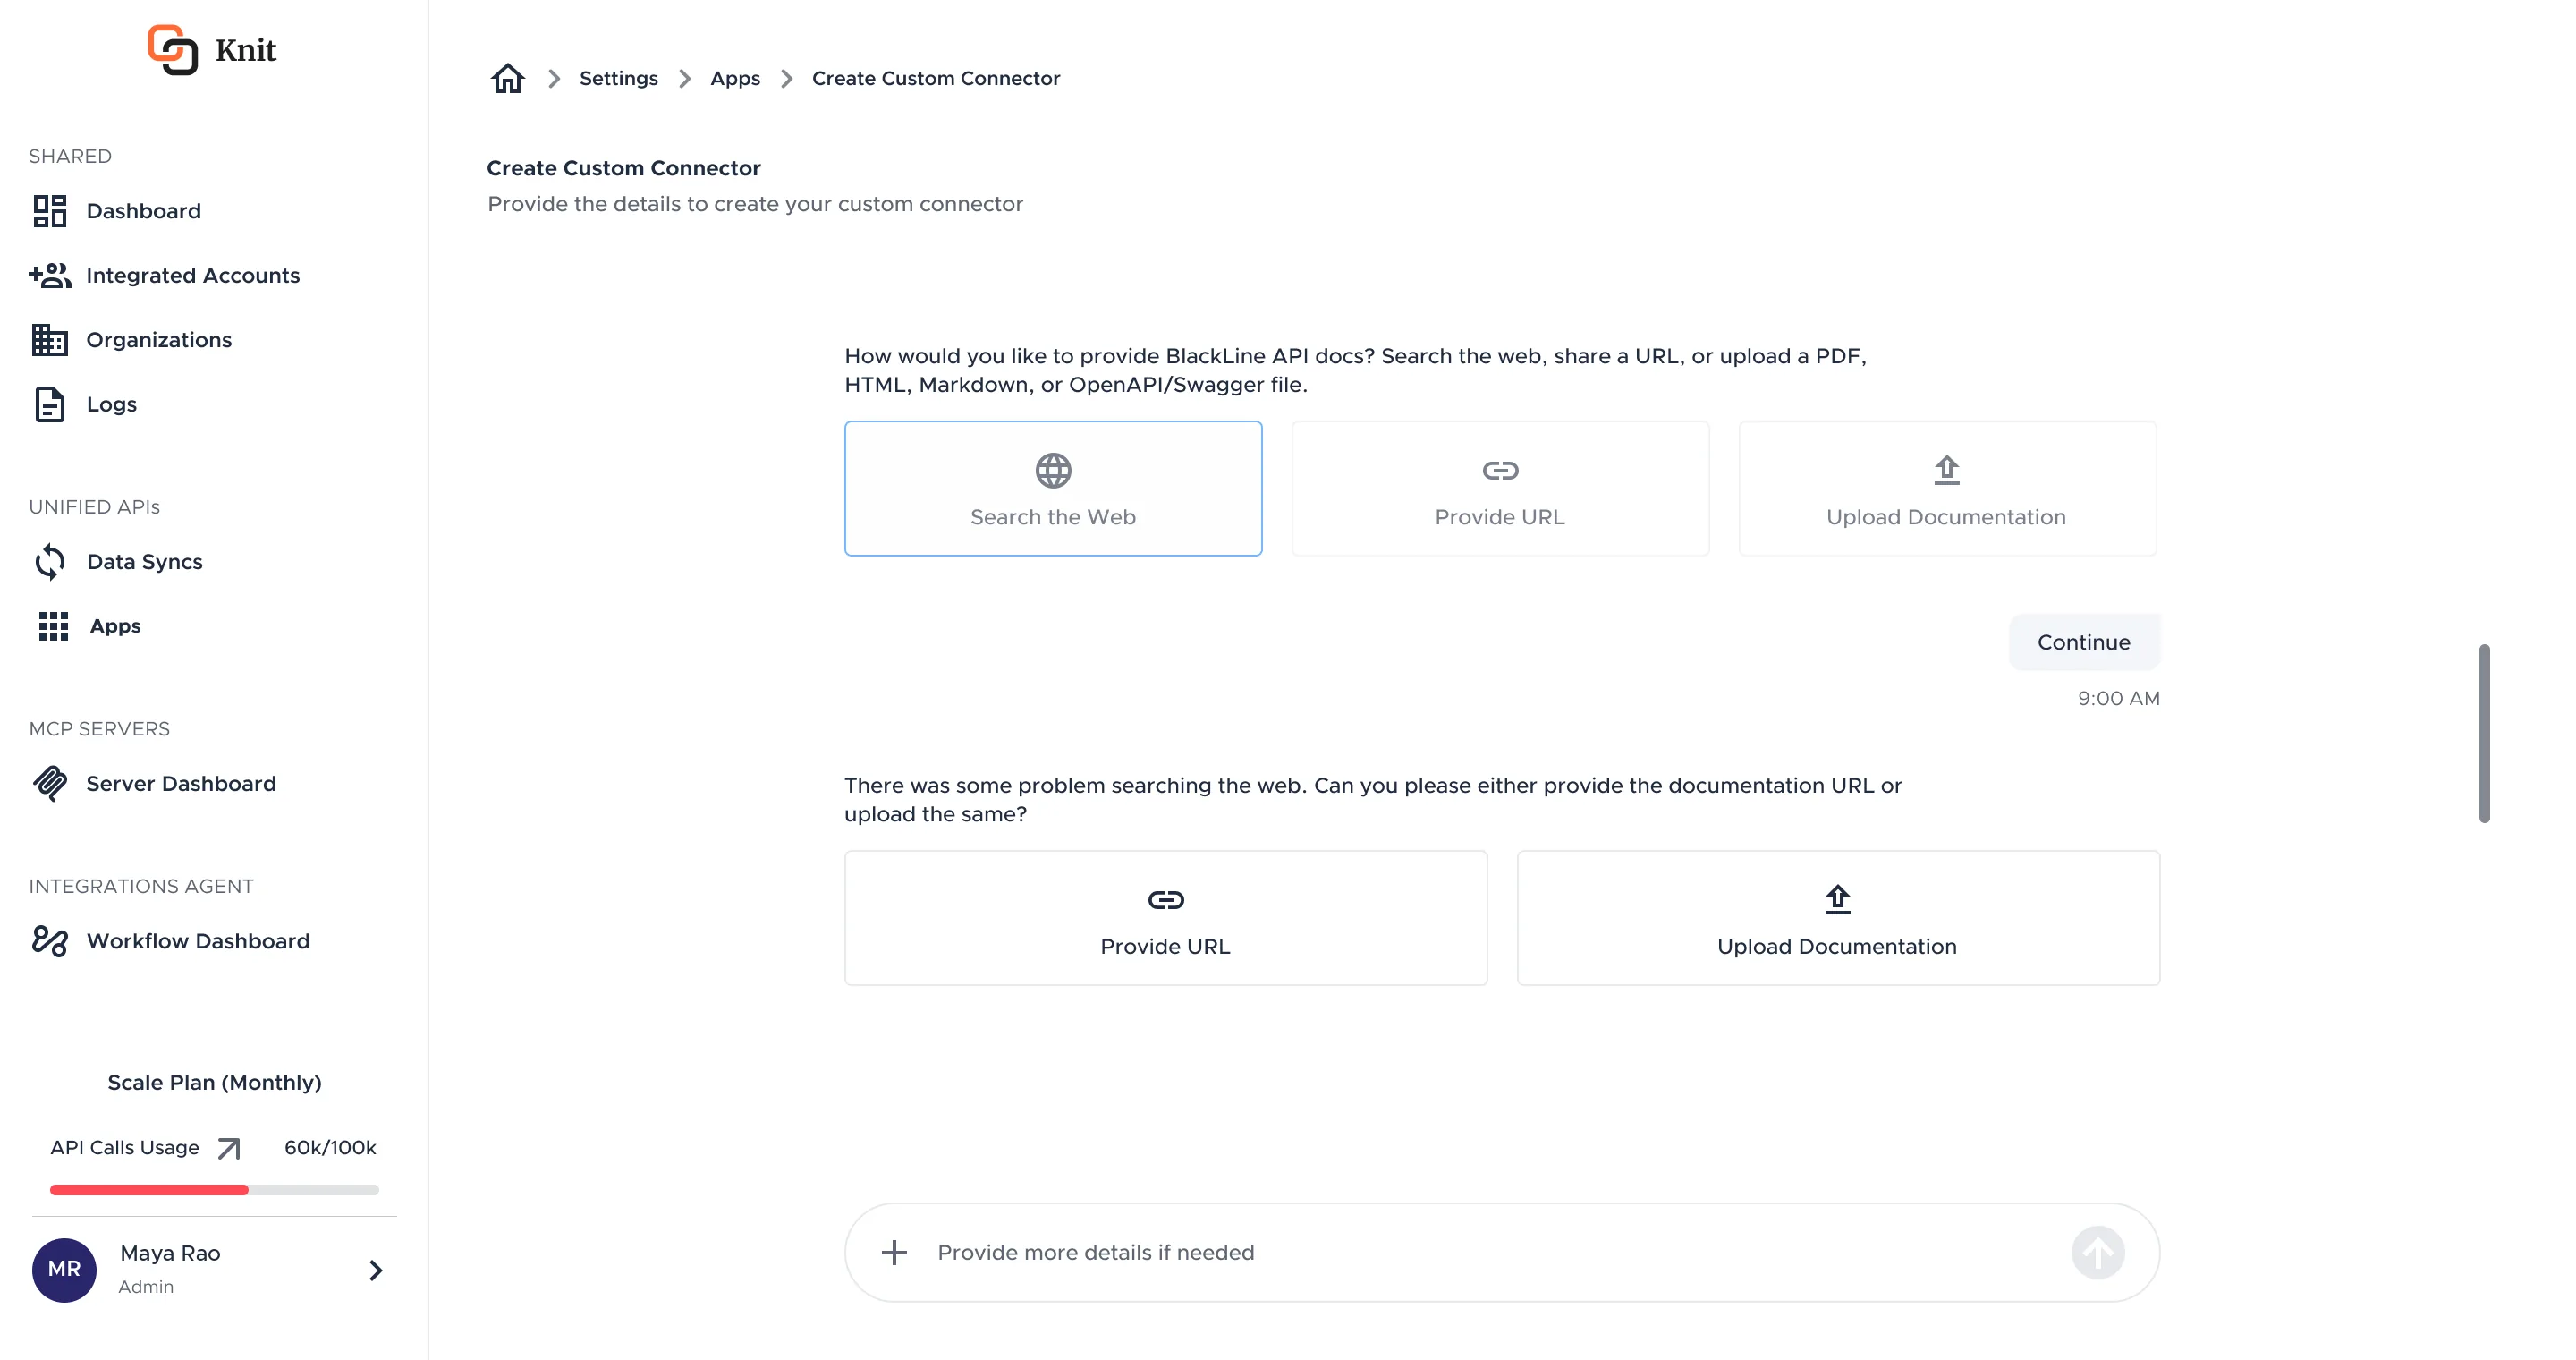 Knit
SHARED
Dashboard
Integrated Accounts
Organizations
Logs
UNIFIED APIs
Data Syncs
Apps
MCP SERVERS
Server Dashboard
INTEGRATIONS AGENT
Workflow Dashboard
Scale Plan (Monthly)
API Calls Usage 60k/100k
MR
Maya Rao
Admin
Settings Apps Create Custom Connector
Create Custom Connector
Provide the details to create your custom connector
How would you like to provide BlackLine API docs? Search the web, share a URL, or upload a PDF,
HTML, Markdown, or OpenAPI/Swagger file.
Search the Web
Provide URL
Upload Documentation
Continue
9:00 AM
There was some problem searching the web. Can you please either provide the documentation URL or
upload the same?
Provide URL
Upload Documentation
Provide more details if needed